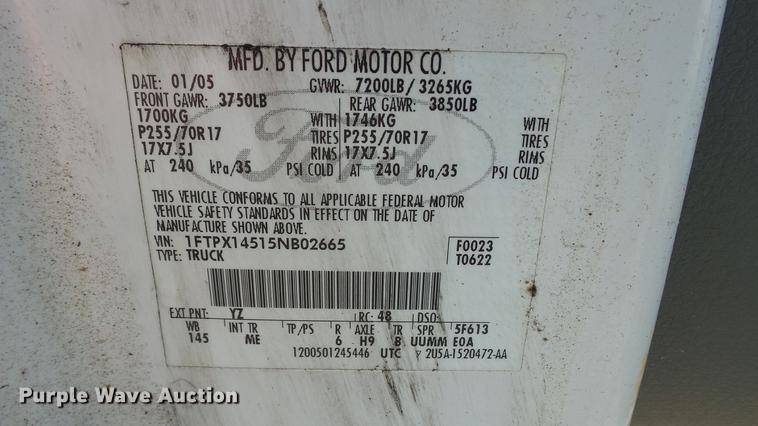 MFD. BY FORD MOTOR CO.
DATE: 01/05 GVWR: 7200LB/ 3265KG
FRONT GAWR: 3750LB REAR GAWR: 3850LB
1700KG WITH 1746KG WITH
P255/70R17 TIRES P255/70R17 TIRES
17X7.5J RIMS 17X7.5J RIMS
AT 240 kPa/35 PSI COLD AT 240 kPa/35 PSI COLD
Ford
THIS VEHICLE CONFORMS TO ALL APPLICABLE FEDERAL MOTOR
VEHICLE SAFETY STANDARDS IN EFFECT ON THE DATE OF
MANUFACTURE SHOWN ABOVE.
VIN: 1FTPX14515NB02665 F0023
TYPE: TRUCK T0622
EXT PNT: YZ RC: 48 DSO:
WB INT TR TP/PS R AXLE TR SPR 5F613
145 ME 6 H9 B UUMM E0A
1200501245446 UTC 2U5A-1520472-AA
Purple Wave Auction